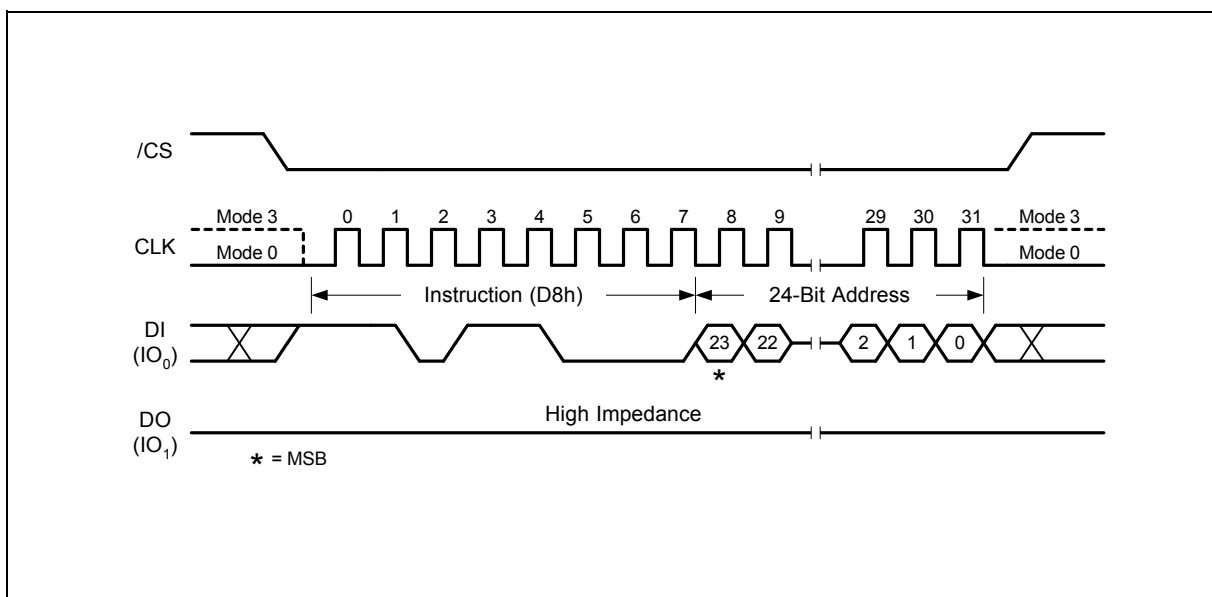 /CS
Mode 3 0 1 2 3 4 5 6 7 8 9 29 30 31 Mode 3
CLK
Mode 0 Mode 0
Instruction (D8h) 24-Bit Address
DI
(IO0)
23 22 2 1 0
*
High Impedance
DO
(IO1)
* = MSB